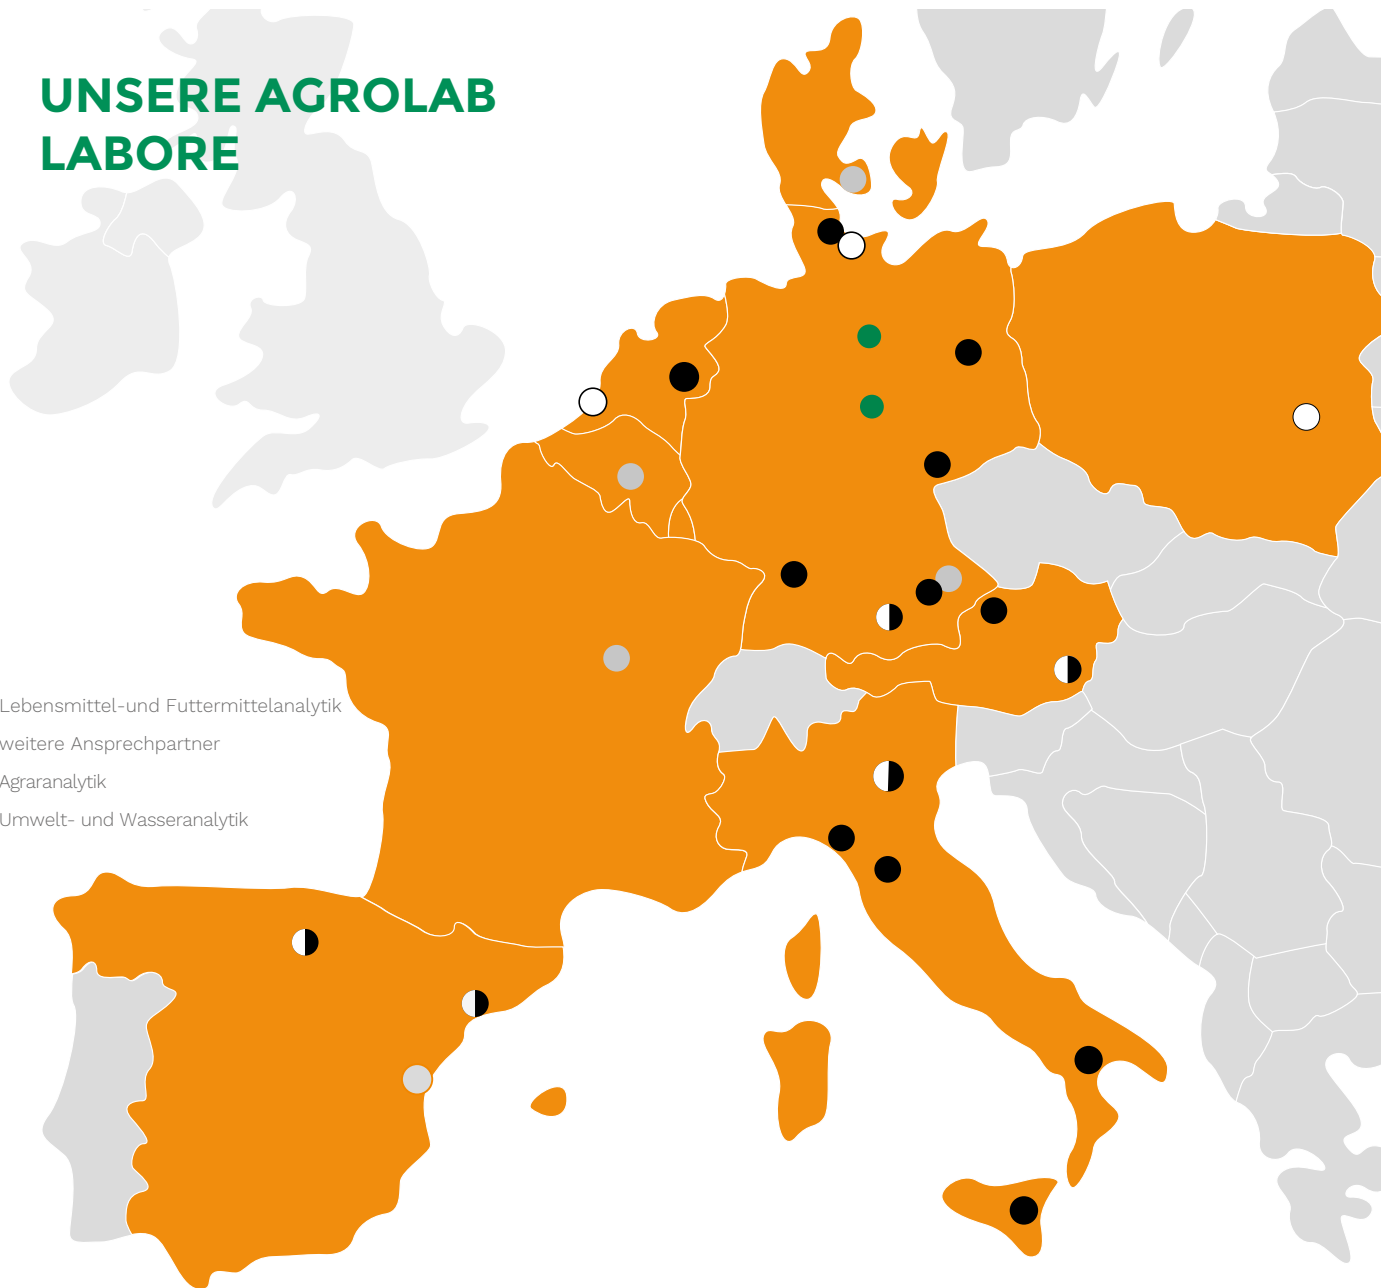 UNSERE AGROLAB
LABORE
Lebensmittel-und Futtermittelanalytik
weitere Ansprechpartner
Agraranalytik
Umwelt- und Wasseranalytik